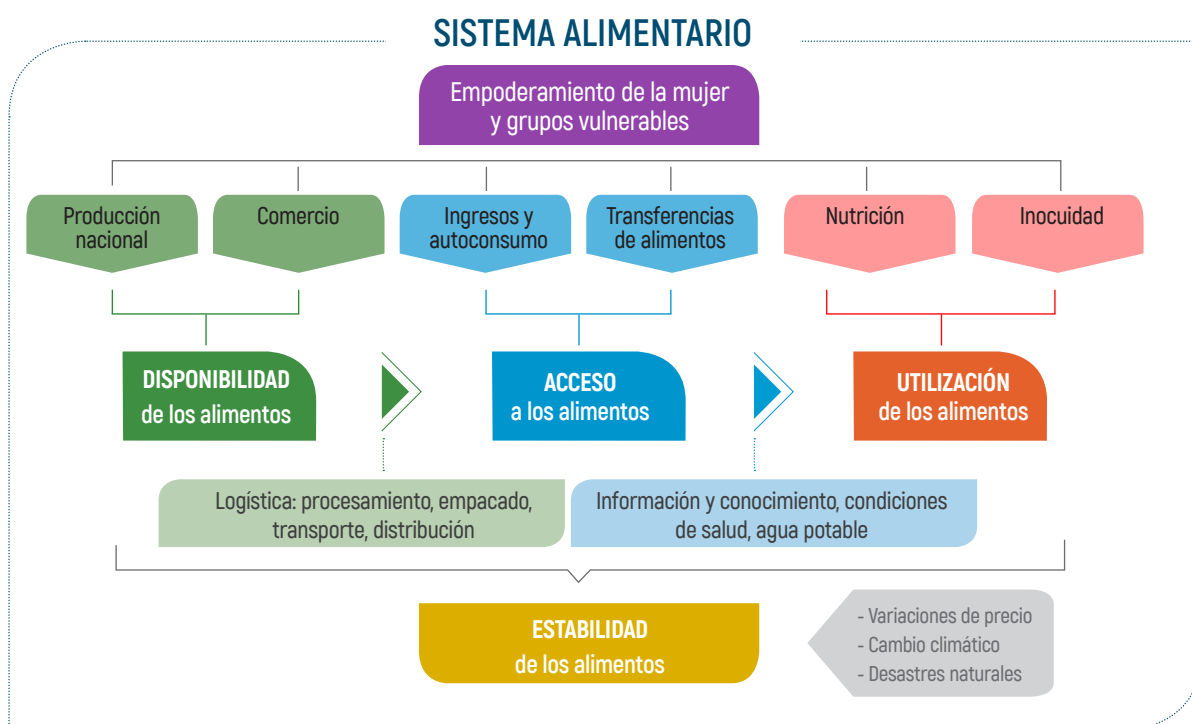 SISTEMA ALIMENTARIO
Empoderamiento de la mujer
y grupos vulnerables
Producción
nacional
Comercio
Ingresos y
autoconsumo
Transferencias
de alimentos
Nutrición
Inocuidad
DISPONIBILIDAD
de los alimentos
ACCESO
a los alimentos
UTILIZACIÓN
de los alimentos
Logística: procesamiento, empacado,
transporte, distribución
Información y conocimiento, condiciones
de salud, agua potable
ESTABILIDAD
de los alimentos
- Variaciones de precio
- Cambio climático
- Desastres naturales